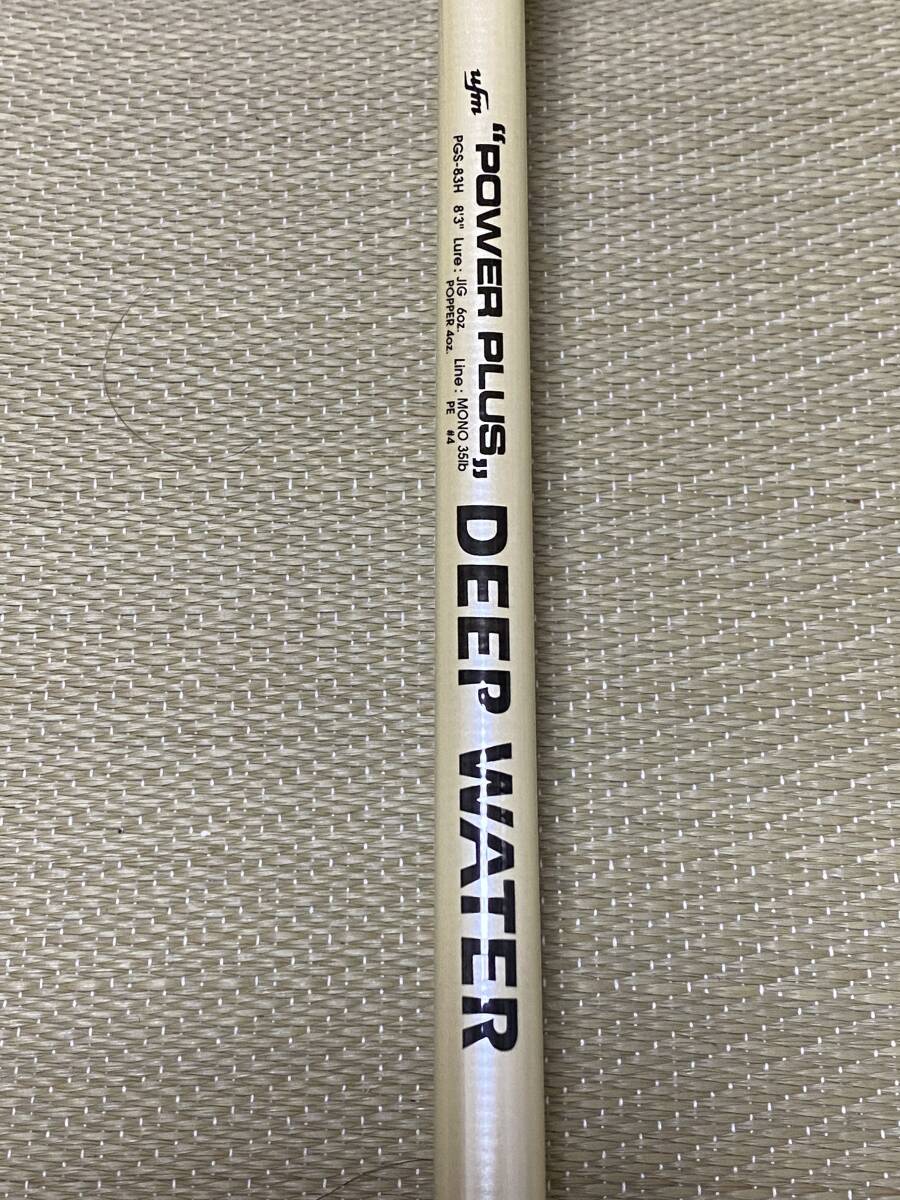 ufm "POWER PLUS„ DEEP WATER
PGS-83H 8'3" Lure : JIG 6oz. Line : MONO 35lb
POPPER 4oz. PE #4